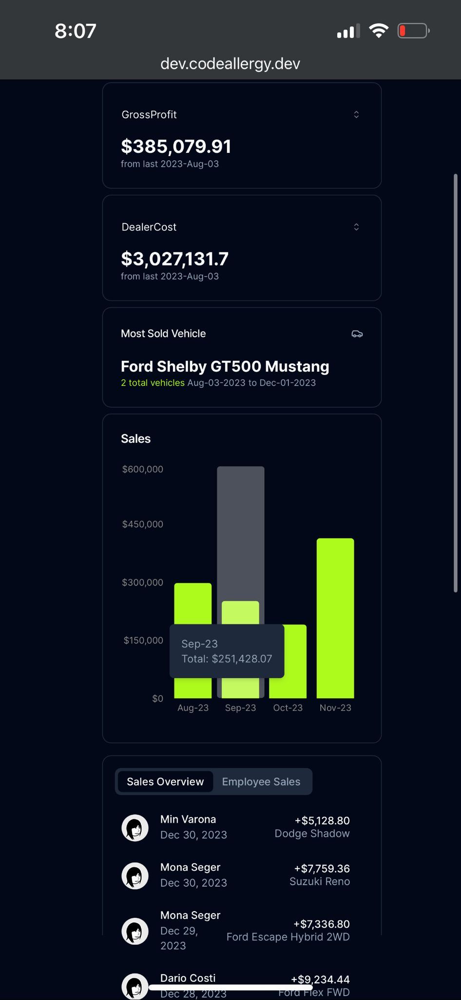 8:07
dev.codeallergy.dev
GrossProfit
$385,079.91
from last 2023-Aug-03
DealerCost
$3,027,131.7
from last 2023-Aug-03
Most Sold Vehicle
Ford Shelby GT500 Mustang
2 total vehicles Aug-03-2023 to Dec-01-2023
Sales
$600,000
$450,000
$300,000
$150,000
$0
Sep-23
Total: $251,428.07
Aug-23 Sep-23 Oct-23 Nov-23
Sales Overview Employee Sales
Min Varona +$5,128.80
Dec 30, 2023 Dodge Shadow
Mona Seger +$7,759.36
Dec 30, 2023 Suzuki Reno
Mona Seger +$7,336.80
Dec 29, Ford Escape Hybrid 2WD
2023
Dario Costi +$9,234.44
Dec 28, 2023 Ford Flex FWD